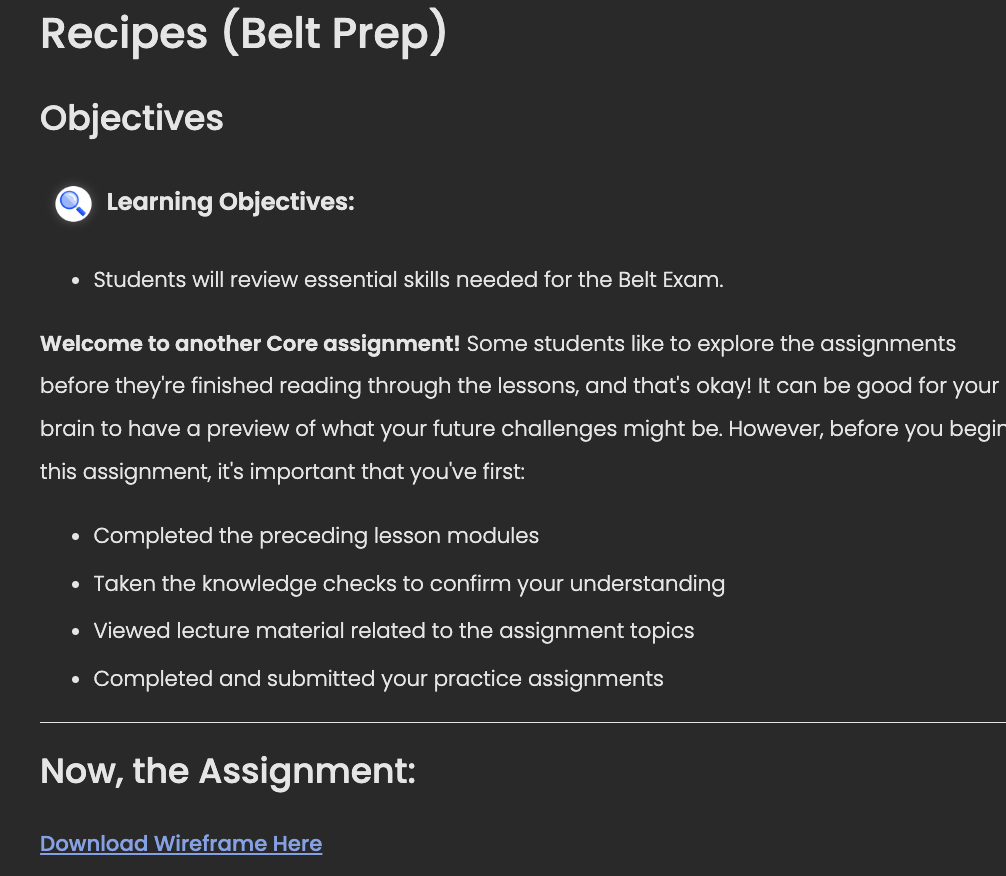 Recipes (Belt Prep)
Objectives
Learning Objectives:
• Students will review essential skills needed for the Belt Exam.
Welcome to another Core assignment! Some students like to explore the assignments
before they're finished reading through the lessons, and that's okay! It can be good for your
brain to have a preview of what your future challenges might be. However, before you begin
this assignment, it's important that you've first:
• Completed the preceding lesson modules
• Taken the knowledge checks to confirm your understanding
• Viewed lecture material related to the assignment topics
• Completed and submitted your practice assignments
Now, the Assignment:
Download Wireframe Here